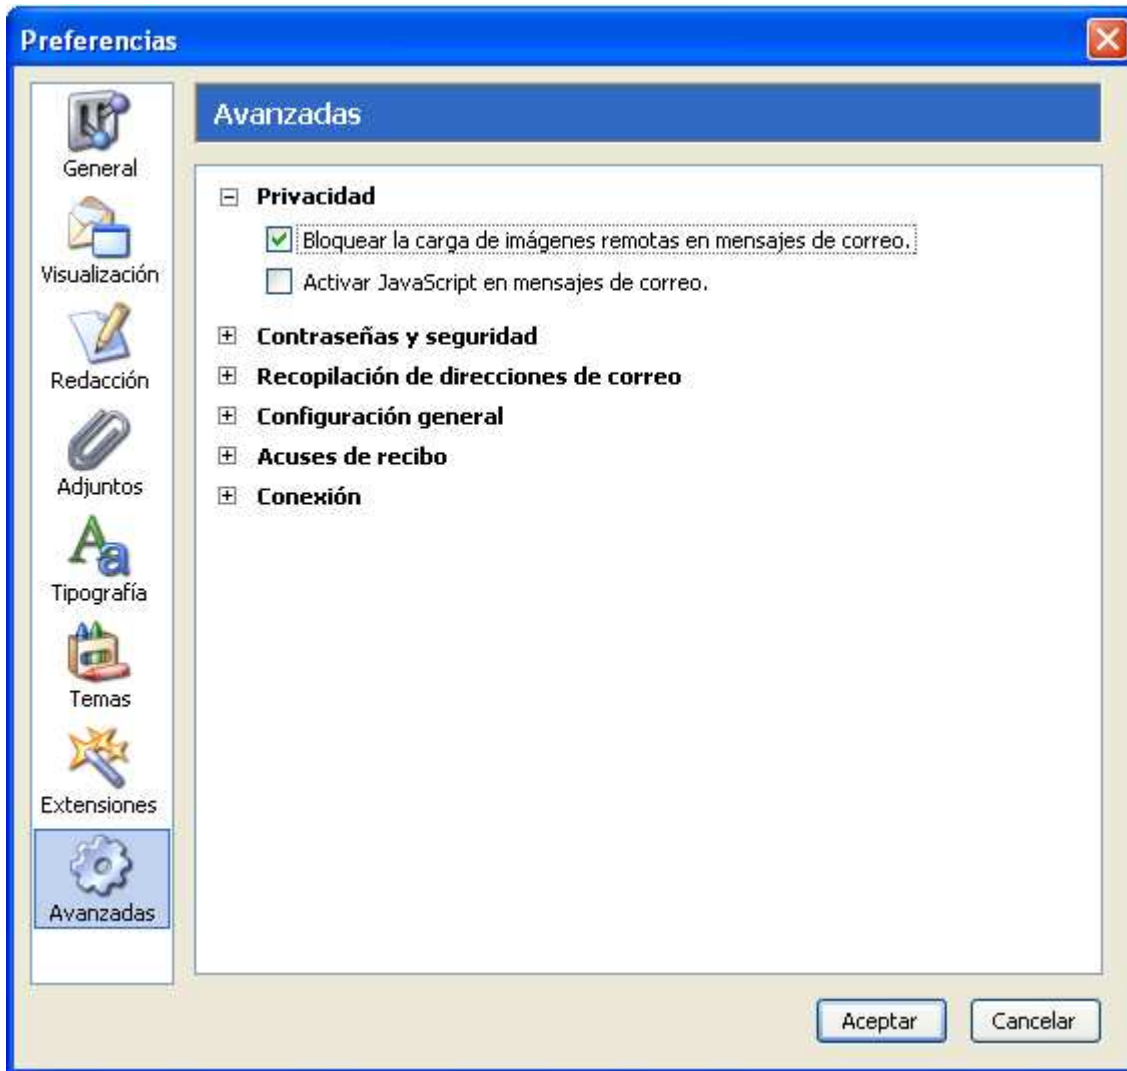 Preferencias
General
Visualización
Redacción
Adjuntos
Tipografía
Temas
Extensiones
Avanzadas
Avanzadas
Privacidad
Bloquear la carga de imágenes remotas en mensajes de correo.
Activar JavaScript en mensajes de correo.
Contraseñas y seguridad
Recopilación de direcciones de correo
Configuración general
Acuses de recibo
Conexión
Aceptar
Cancelar